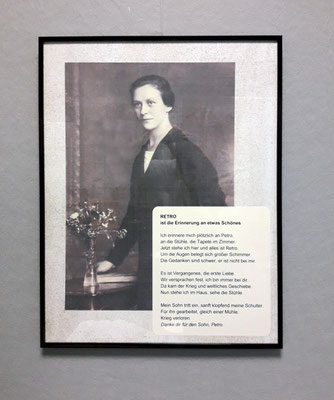 RETRO
ist die Erinnerung an etwas Schönes
Ich erinnere mich plötzlich an Petro,
an die Stühle, die Tapete im Zimmer.
Jetzt stehe ich hier und alles ist Retro.
Um die Augen belegt sich großer Schimmer.
Die Gedanken sind schwer, er ist nicht bei mir.
Es ist Vergangenes, die erste Liebe.
Wir versprachen fest, ich bin immer bei dir
Da kam der Krieg und weltliches Geschiebe
Nun stehe ich im Haus, sehe die Stühle.
Mein Sohn tritt ein, sanft klopfend meine Schulter.
Für ihn gearbeitet, gleich einer Mühle.
Krieg verloren
Danke dir für den Sohn, Petro.